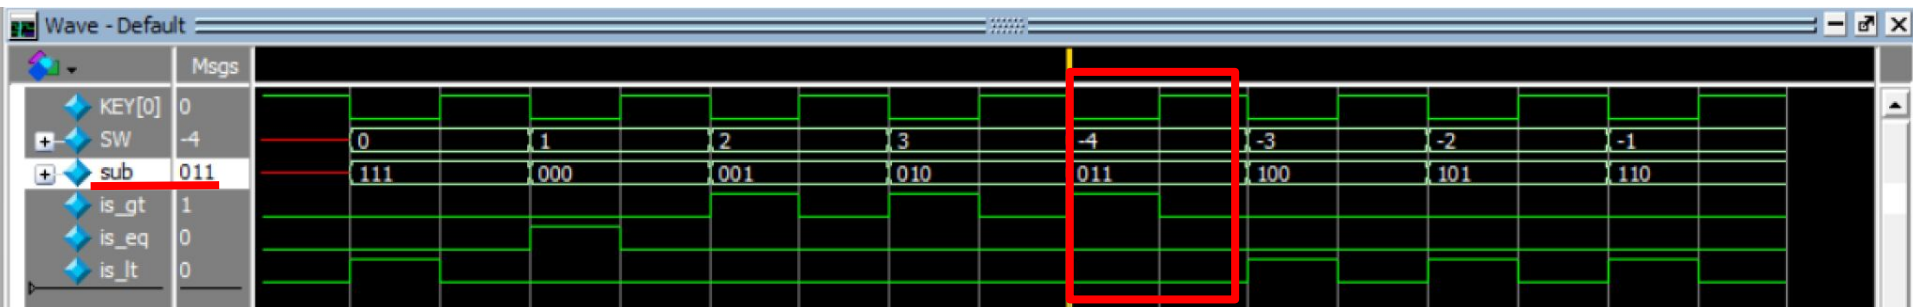 Wave - Default
Msgs
KEY[0] 0
SW -4 0 1 2 3 -4 -3 -2 -1
sub 011 111 000 001 010 011 100 101 110
is_gt 1
is_eq 0
is_lt 0